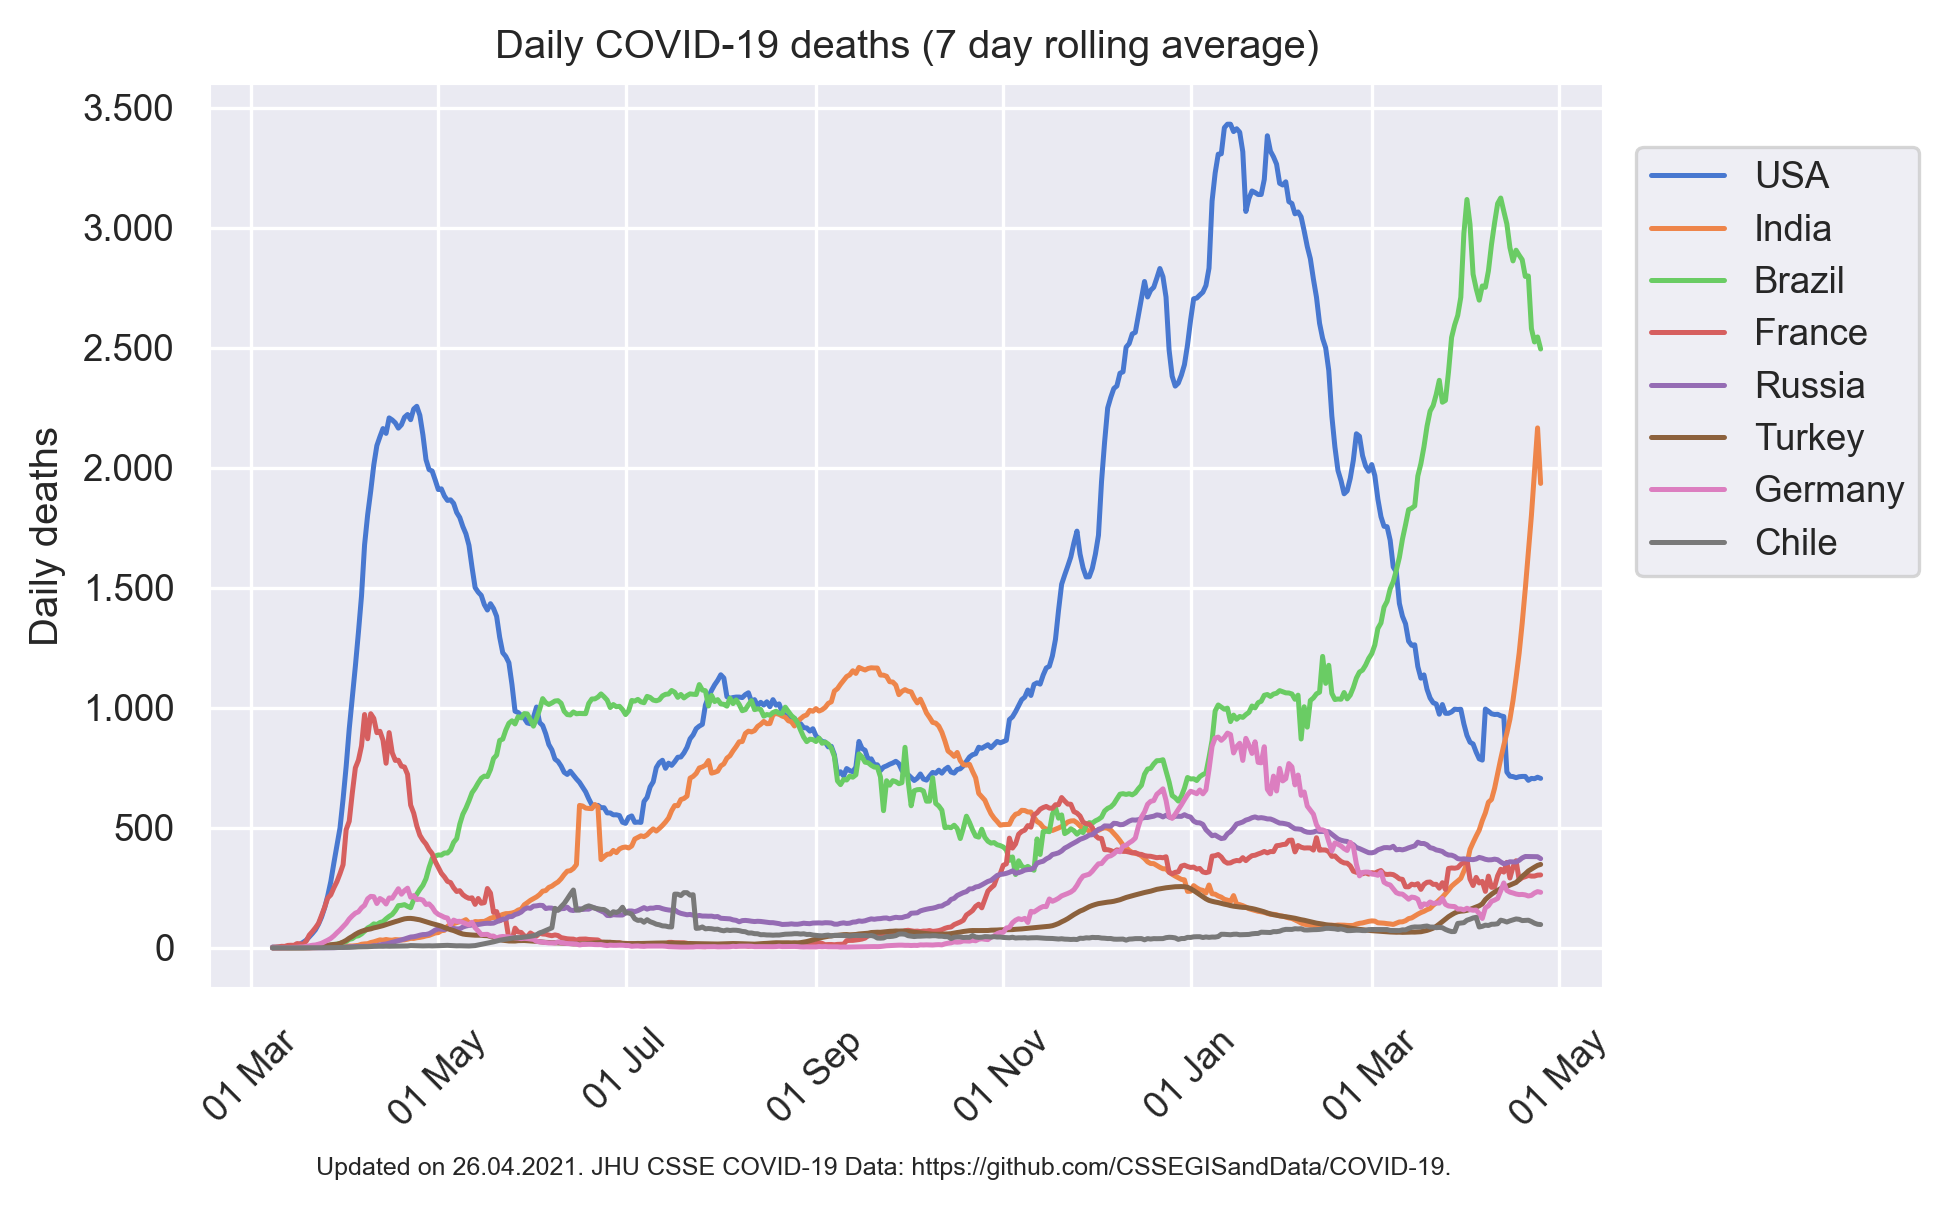 Daily COVID-19 deaths (7 day rolling average)
3.500
3.000
2.500
2.000
1.500
1.000
500
0
Daily deaths
01 Mar
01 May
01 Jul
01 Sep
01 Nov
01 Jan
01 Mar
01 May
USA
India
Brazil
France
Russia
Turkey
Germany
Chile
Updated on 26.04.2021. JHU CSSE COVID-19 Data: https://github.com/CSSEGISandData/COVID-19.